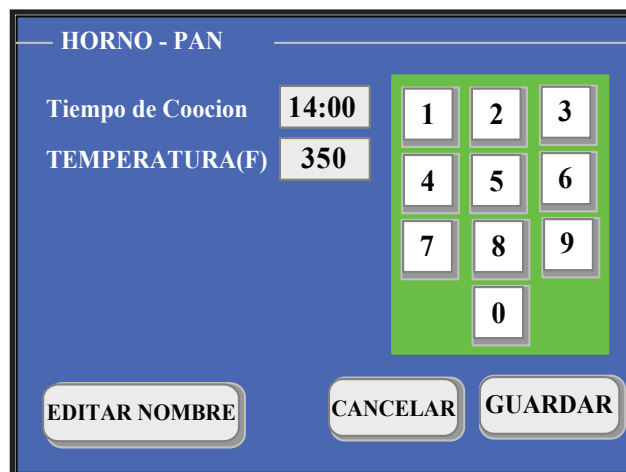 HORNO - PAN
Tiempo de Coocion 14:00
TEMPERATURA(F) 350
1 2 3
4 5 6
7 8 9
0
EDITAR NOMBRE CANCELAR GUARDAR